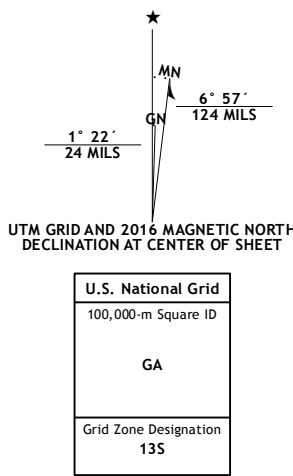 ★
MN
GN
6° 57´
124 MILS
1° 22´
24 MILS
UTM GRID AND 2016 MAGNETIC NORTH
DECLINATION AT CENTER OF SHEET
U.S. National Grid
100,000-m Square ID
GA
Grid Zone Designation
13S